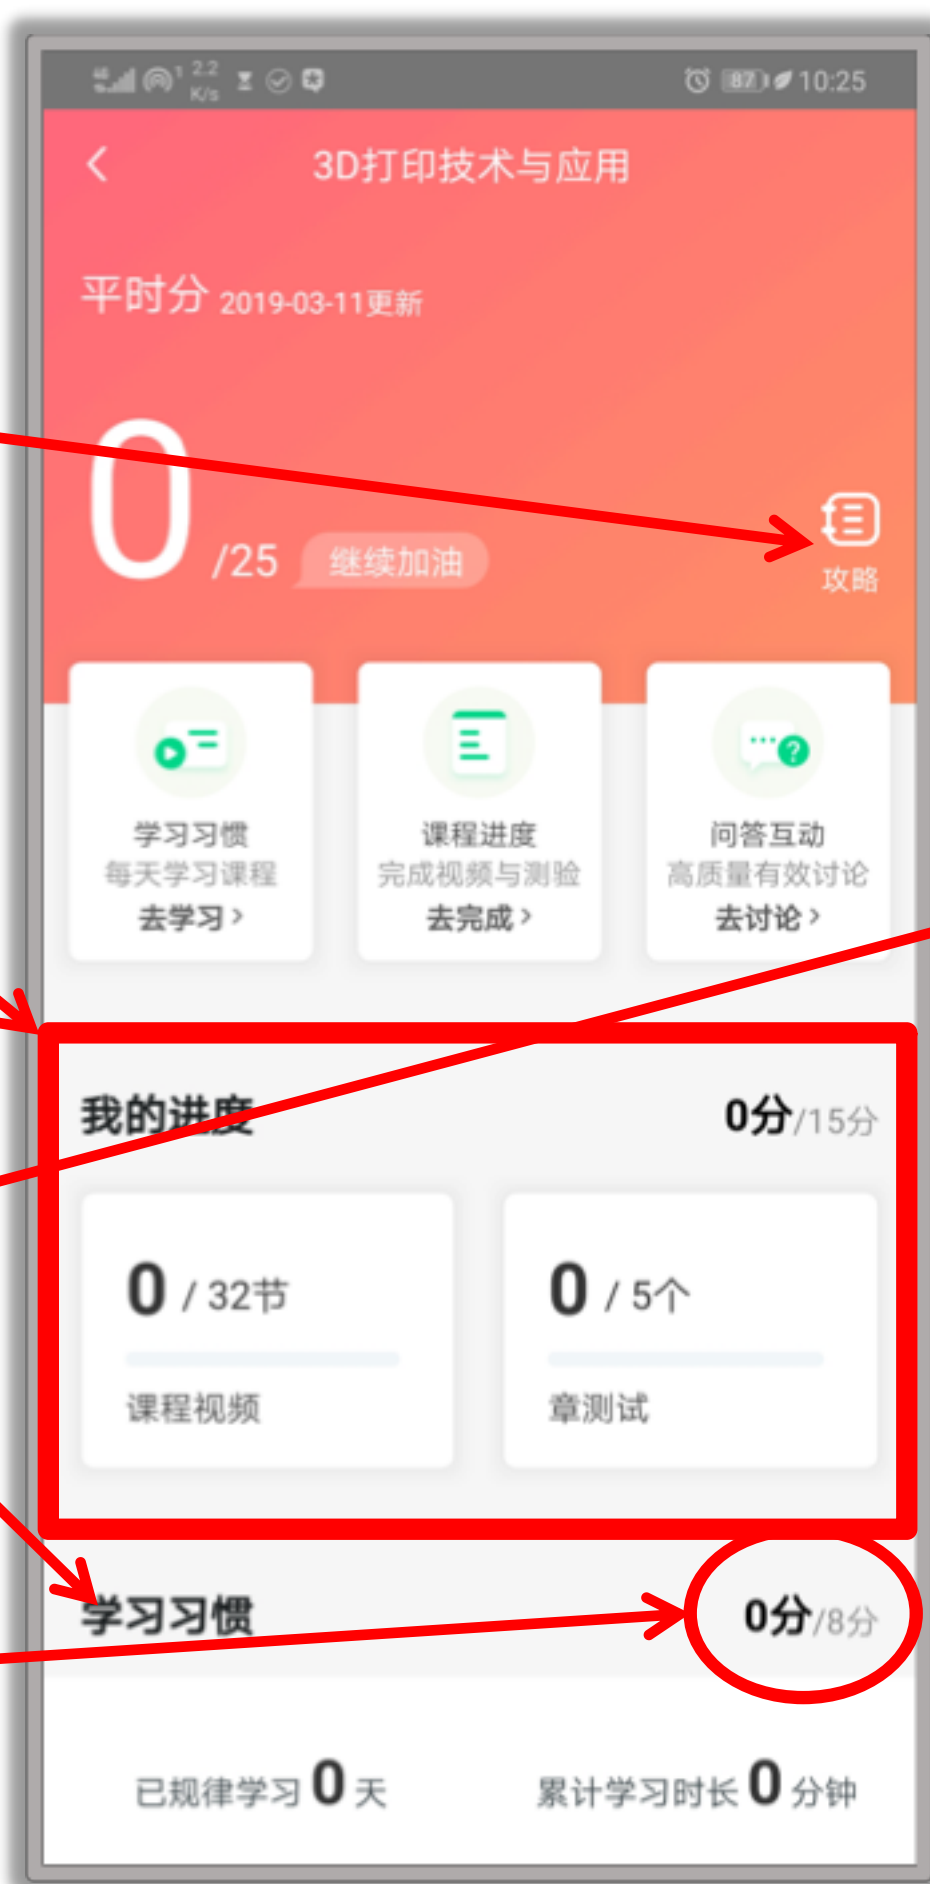 46 1 2.2 K/s 87 10:25
3D打印技术与应用
平时分 2019-03-11更新
0 /25 继续加油
攻略
学习习惯 课程进度 问答互动
每天学习课程 完成视频与测验 高质量有效讨论
去学习 > 去完成 > 去讨论 >
我的进度 0分/15分
0 / 32节 0 / 5个
课程视频 章测试
学习习惯 0分/8分
已规律学习 0 天 累计学习时长 0 分钟